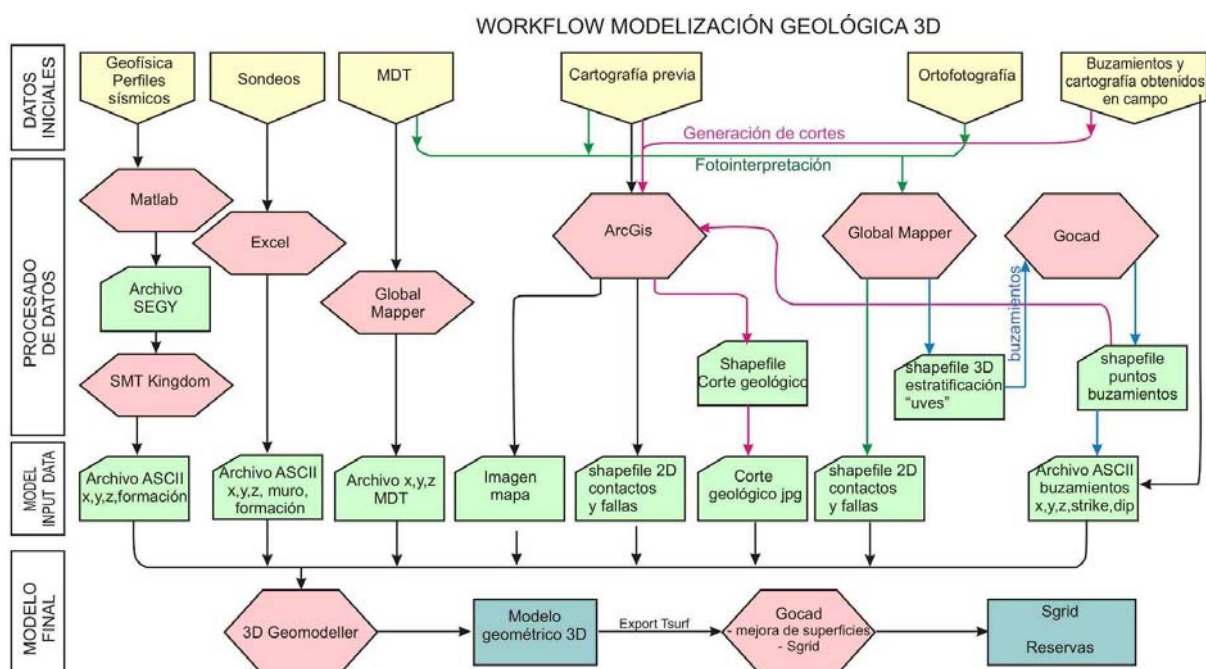 WORKFLOW MODELIZACIÓN GEOLÓGICA 3D
DATOS
INICIALES
Geofísica
Perfiles
sísmicos
Sondeos
MDT
Cartografía previa
Ortofotografía
Buzamientos y
cartografía obtenidos
en campo
Generación de cortes
Fotointerpretación
PROCESADO
DE DATOS
Matlab
Excel
ArcGis
Global Mapper
Gocad
Archivo
SEGY
Global
Mapper
buzamientos
SMT Kingdom
Shapefile
Corte geológico
shapefile 3D
estratificación
“uves”
shapefile
puntos
buzamientos
MODEL
INPUT DATA
Archivo ASCII
x,y,z,formación
Archivo ASCII
x,y,z, muro,
formación
Archivo x,y,z
MDT
Imagen
mapa
shapefile 2D
contactos
y fallas
Corte
geológico jpg
shapefile 2D
contactos
y fallas
Archivo ASCII
buzamientos
x,y,z,strike,dip
MODELO
FINAL
3D Geomodeller
Modelo
geométrico 3D
Export Tsurf
Gocad
- mejora de superficies
- Sgrid
Sgrid
Reservas